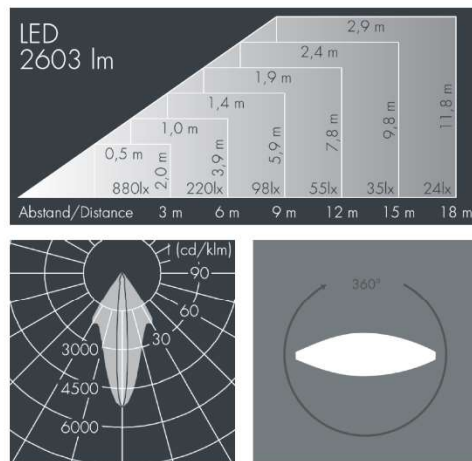 LED
2603 lm
2,9 m
2,4 m
1,9 m
1,4 m
1,0 m
0,5 m
2,0 m
3,9 m
5,9 m
7,8 m
9,8 m
11,8 m
880lx 220lx 98lx 55lx 35lx 24lx
Abstand/Distance 3 m 6 m 9 m 12 m 15 m 18 m
I (cd/klm)
90
60
30
3000
4500
6000
360°